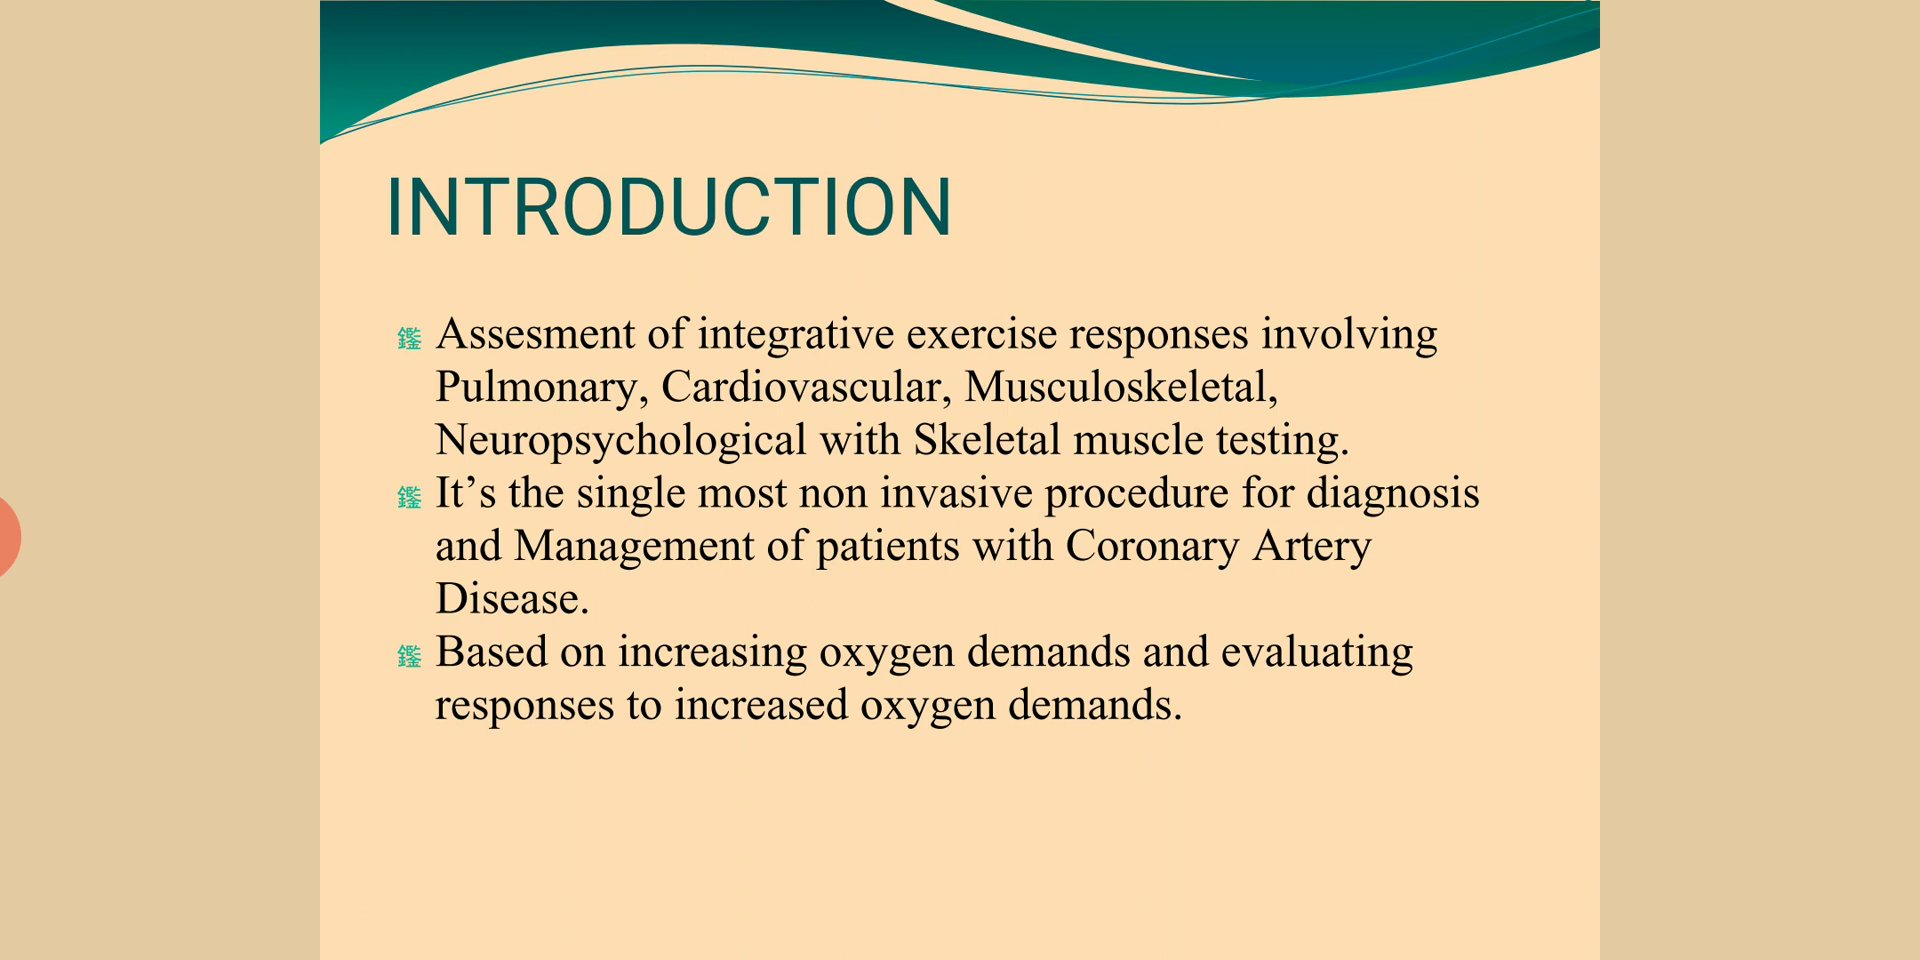 INTRODUCTION
鑑 Assesment of integrative exercise responses involving
Pulmonary, Cardiovascular, Musculoskeletal,
Neuropsychological with Skeletal muscle testing.
鑑 It’s the single most non invasive procedure for diagnosis
and Management of patients with Coronary Artery
Disease.
鑑 Based on increasing oxygen demands and evaluating
responses to increased oxygen demands.